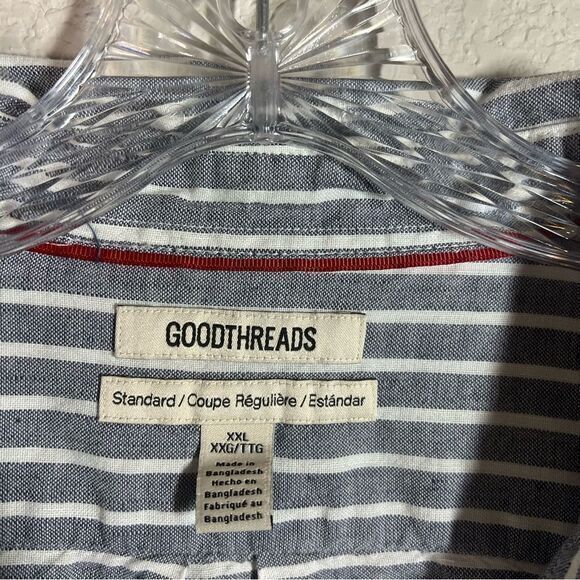 GOODTHREADS
Standard / Coupe Régulière / Estándar
XXL
XXG/TTG
Made in
Bangladesh
Hecho en
Bangladesh
Fabriqué au
Bangladesh